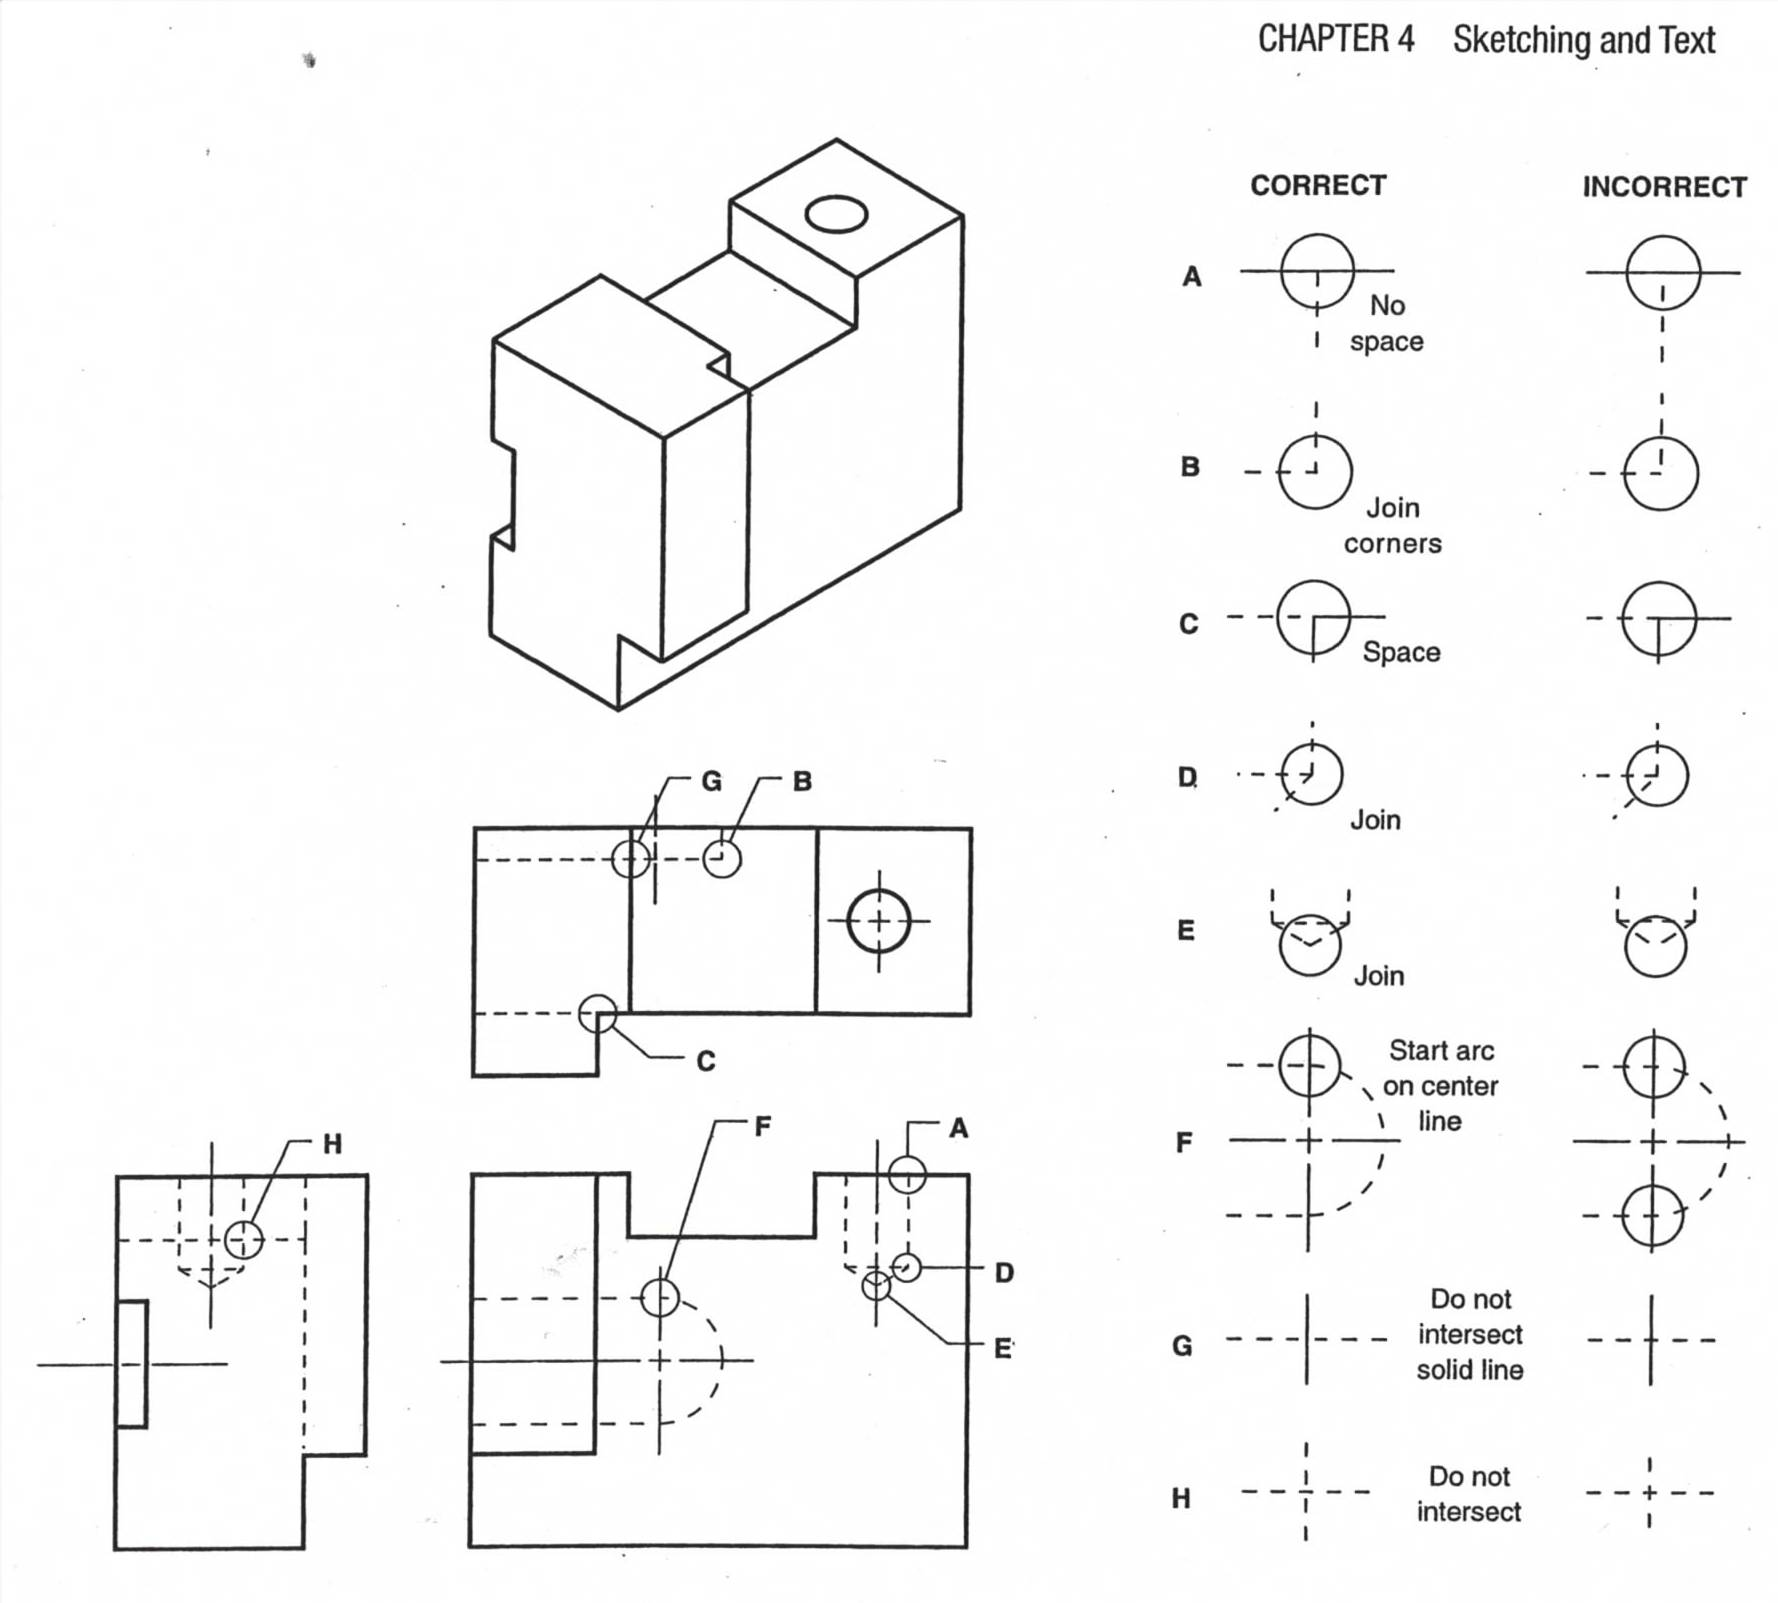 CHAPTER 4 Sketching and Text
CORRECT INCORRECT
A
No
space
B
Join
corners
C
Space
D
Join
E
Join
F
Start arc
on center
line
G
Do not
intersect
solid line
H
Do not
intersect
G B
C
H
F A
D
E